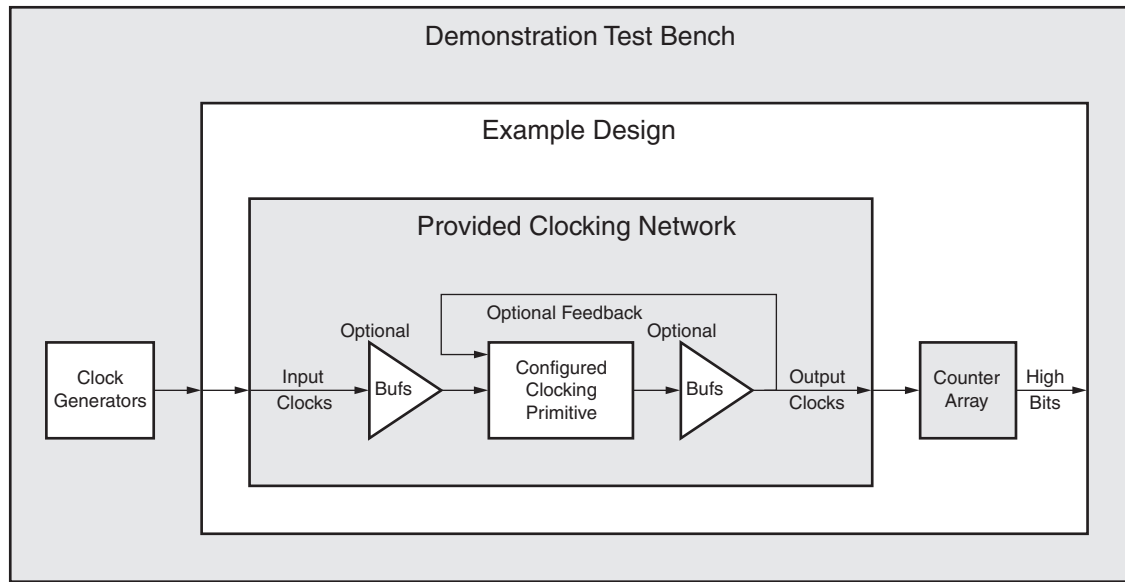 Demonstration Test Bench
Example Design
Provided Clocking Network
Optional Feedback
Optional
Optional
Clock
Generators
Input
Clocks
Bufs
Configured
Clocking
Primitive
Bufs
Output
Clocks
Counter
Array
High
Bits